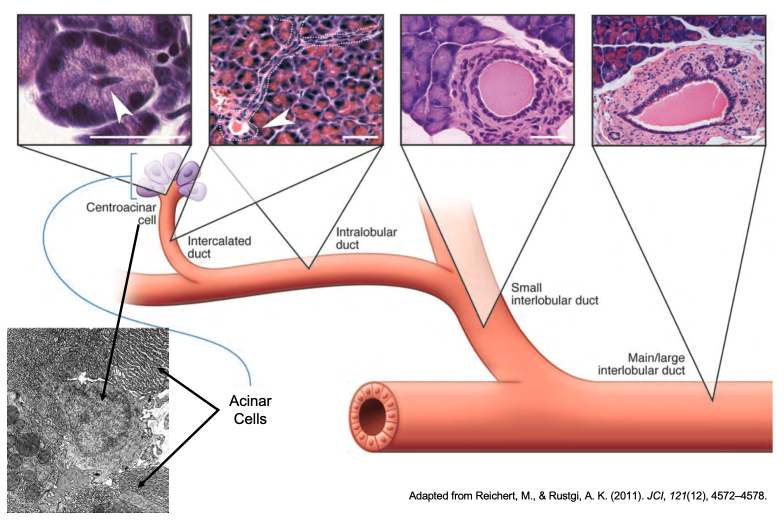 Centroacinar
cell
Intercalated
duct
Intralobular
duct
Small
interlobular duct
Main/large
interlobular duct
Acinar
Cells
Adapted from Reichert, M., & Rustgi, A. K. (2011). JCI, 121(12), 4572–4578.